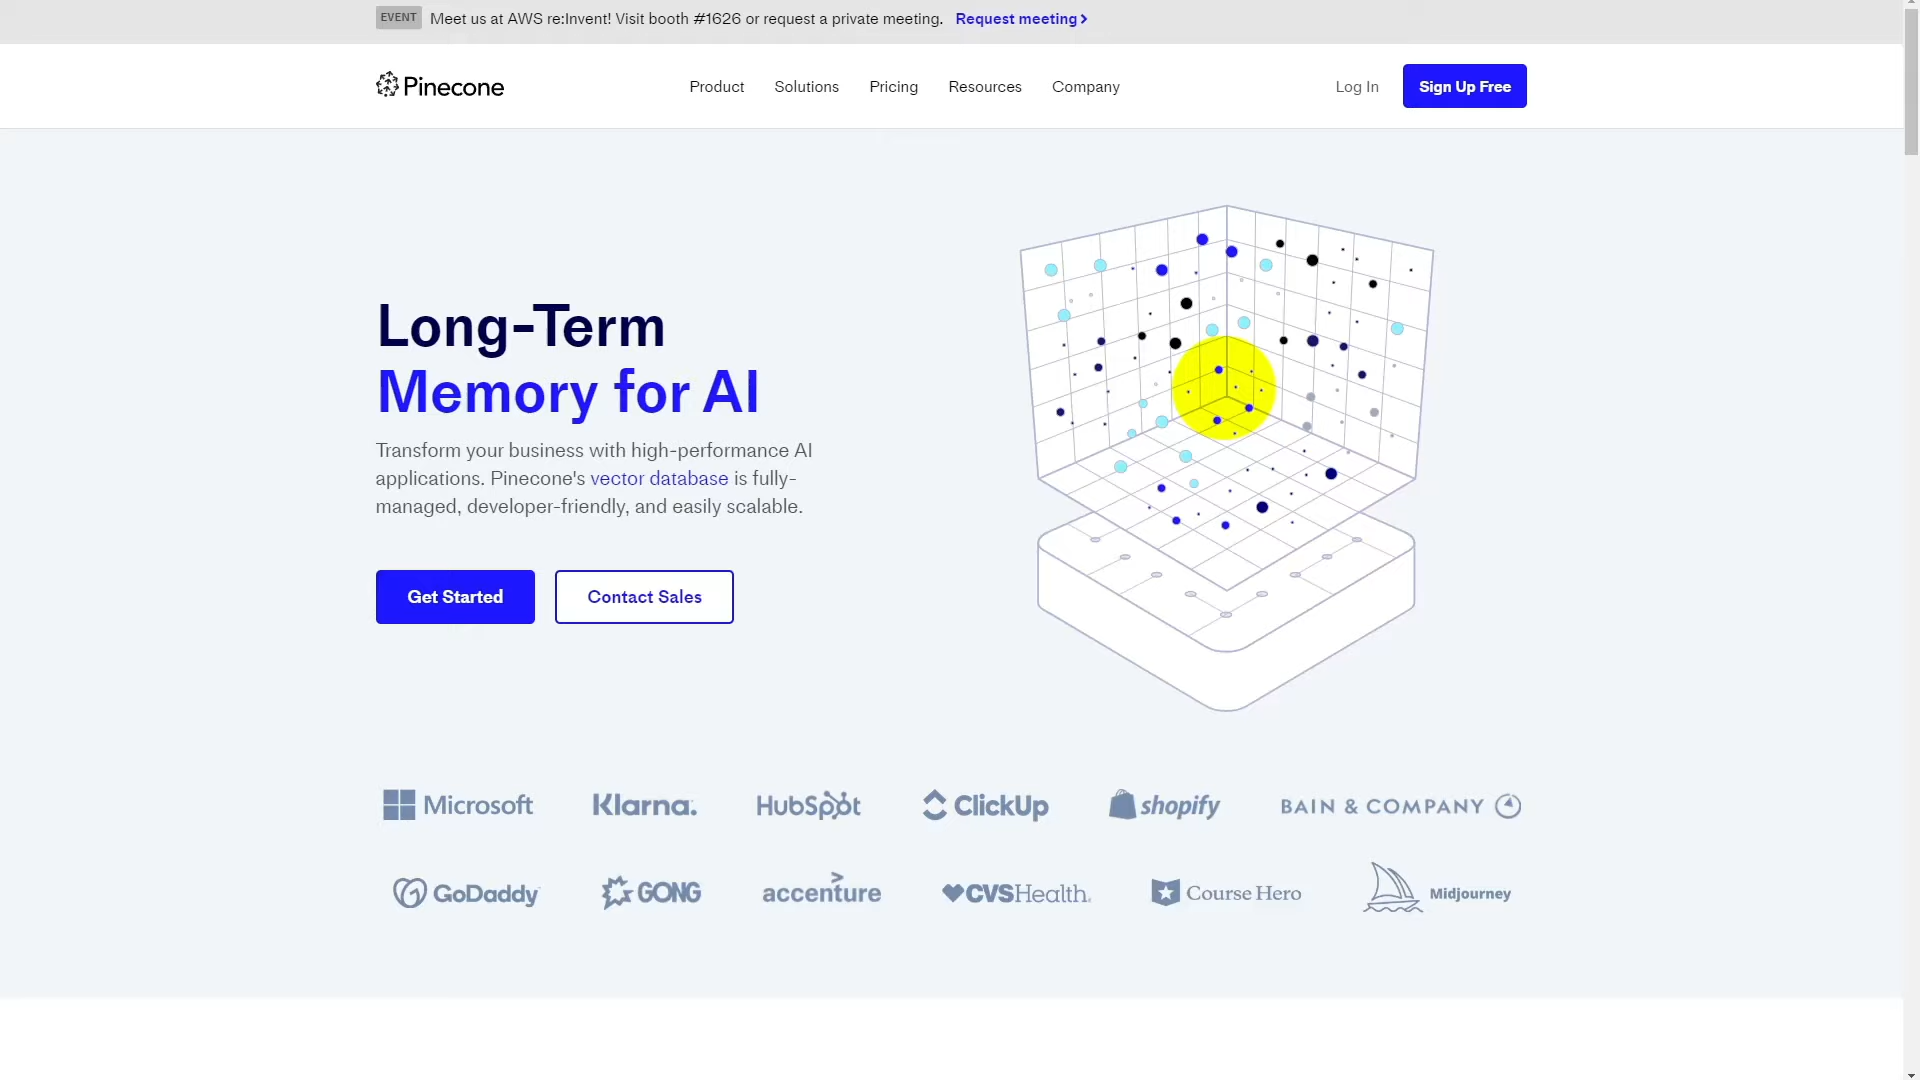 EVENT Meet us at AWS re:Invent! Visit booth #1626 or request a private meeting. Request meeting
Pinecone Product Solutions Pricing Resources Company Log In Sign Up Free
Long-Term
Memory for AI
Transform your business with high-performance AI
applications. Pinecone's vector database is fully-
managed, developer-friendly, and easily scalable.
Get Started Contact Sales
Microsoft Klarna. HubSpot ClickUp shopify BAIN & COMPANY
GoDaddy GONG accenture CVSHealth. Course Hero Midjourney